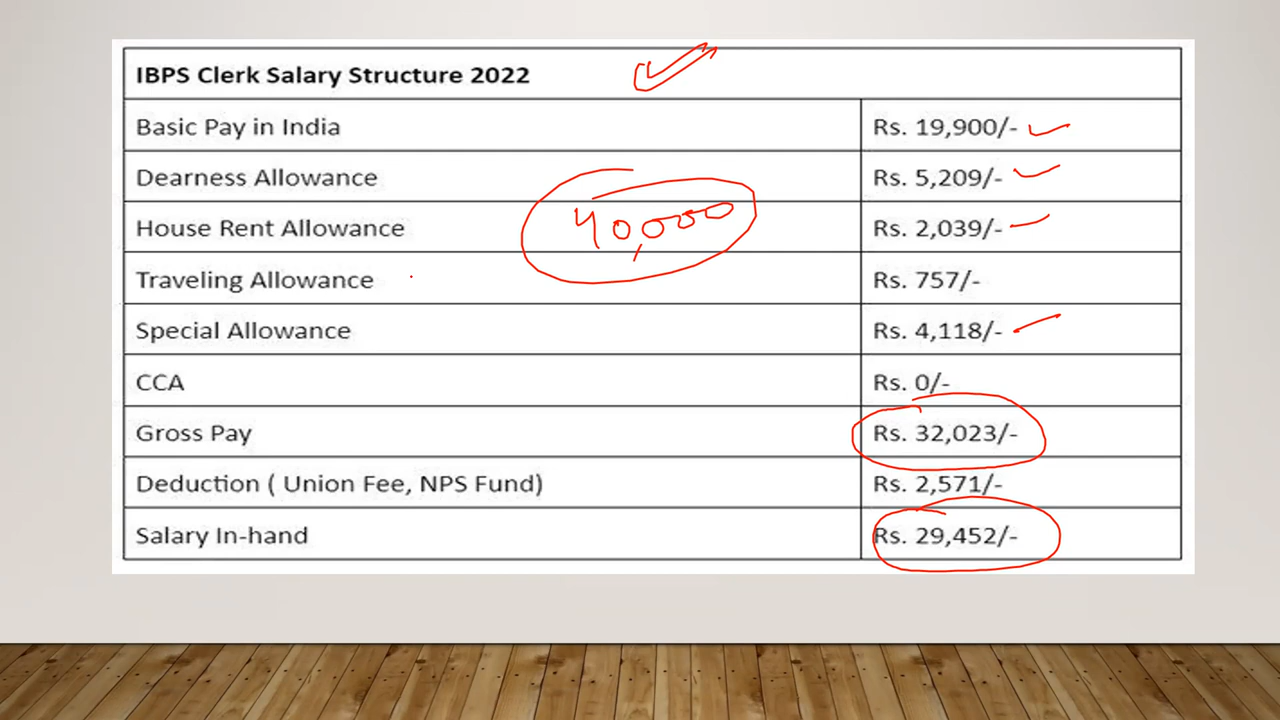 IBPS Clerk Salary Structure 2022
Basic Pay in India Rs. 19,900/-
Dearness Allowance Rs. 5,209/-
40,000
House Rent Allowance Rs. 2,039/-
Traveling Allowance Rs. 757/-
Special Allowance Rs. 4,118/-
CCA Rs. 0/-
Gross Pay Rs. 32,023/-
Deduction ( Union Fee, NPS Fund) Rs. 2,571/-
Salary In-hand Rs. 29,452/-